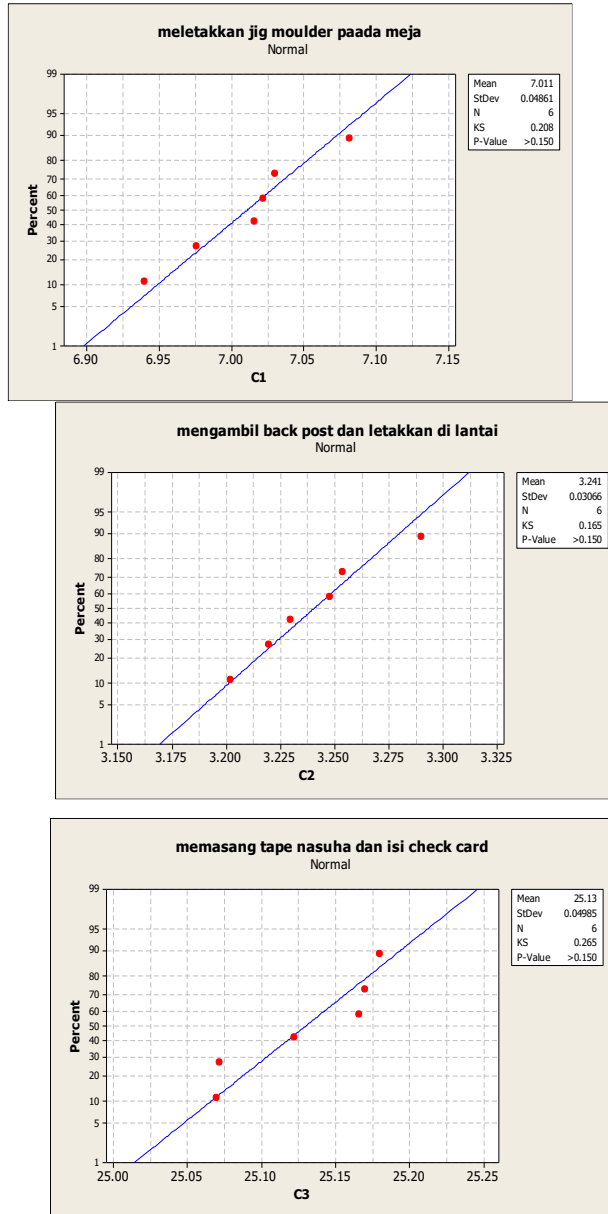 meletakkan jig moulder paada meja
Normal
Mean 7.011
StDev 0.04861
N 6
KS 0.208
P-Value >0.150
99
95
90
80
70
60
50
40
30
20
10
5
1
Percent
6.90 6.95 7.00 7.05 7.10 7.15
C1
mengambil back post dan letakkan di lantai
Normal
Mean 3.241
StDev 0.03066
N 6
KS 0.165
P-Value >0.150
99
95
90
80
70
60
50
40
30
20
10
5
1
Percent
3.150 3.175 3.200 3.225 3.250 3.275 3.300 3.325
C2
memasang tape nasuha dan isi check card
Normal
Mean 25.13
StDev 0.04985
N 6
KS 0.265
P-Value >0.150
99
95
90
80
70
60
50
40
30
20
10
5
1
Percent
25.00 25.05 25.10 25.15 25.20 25.25
C3